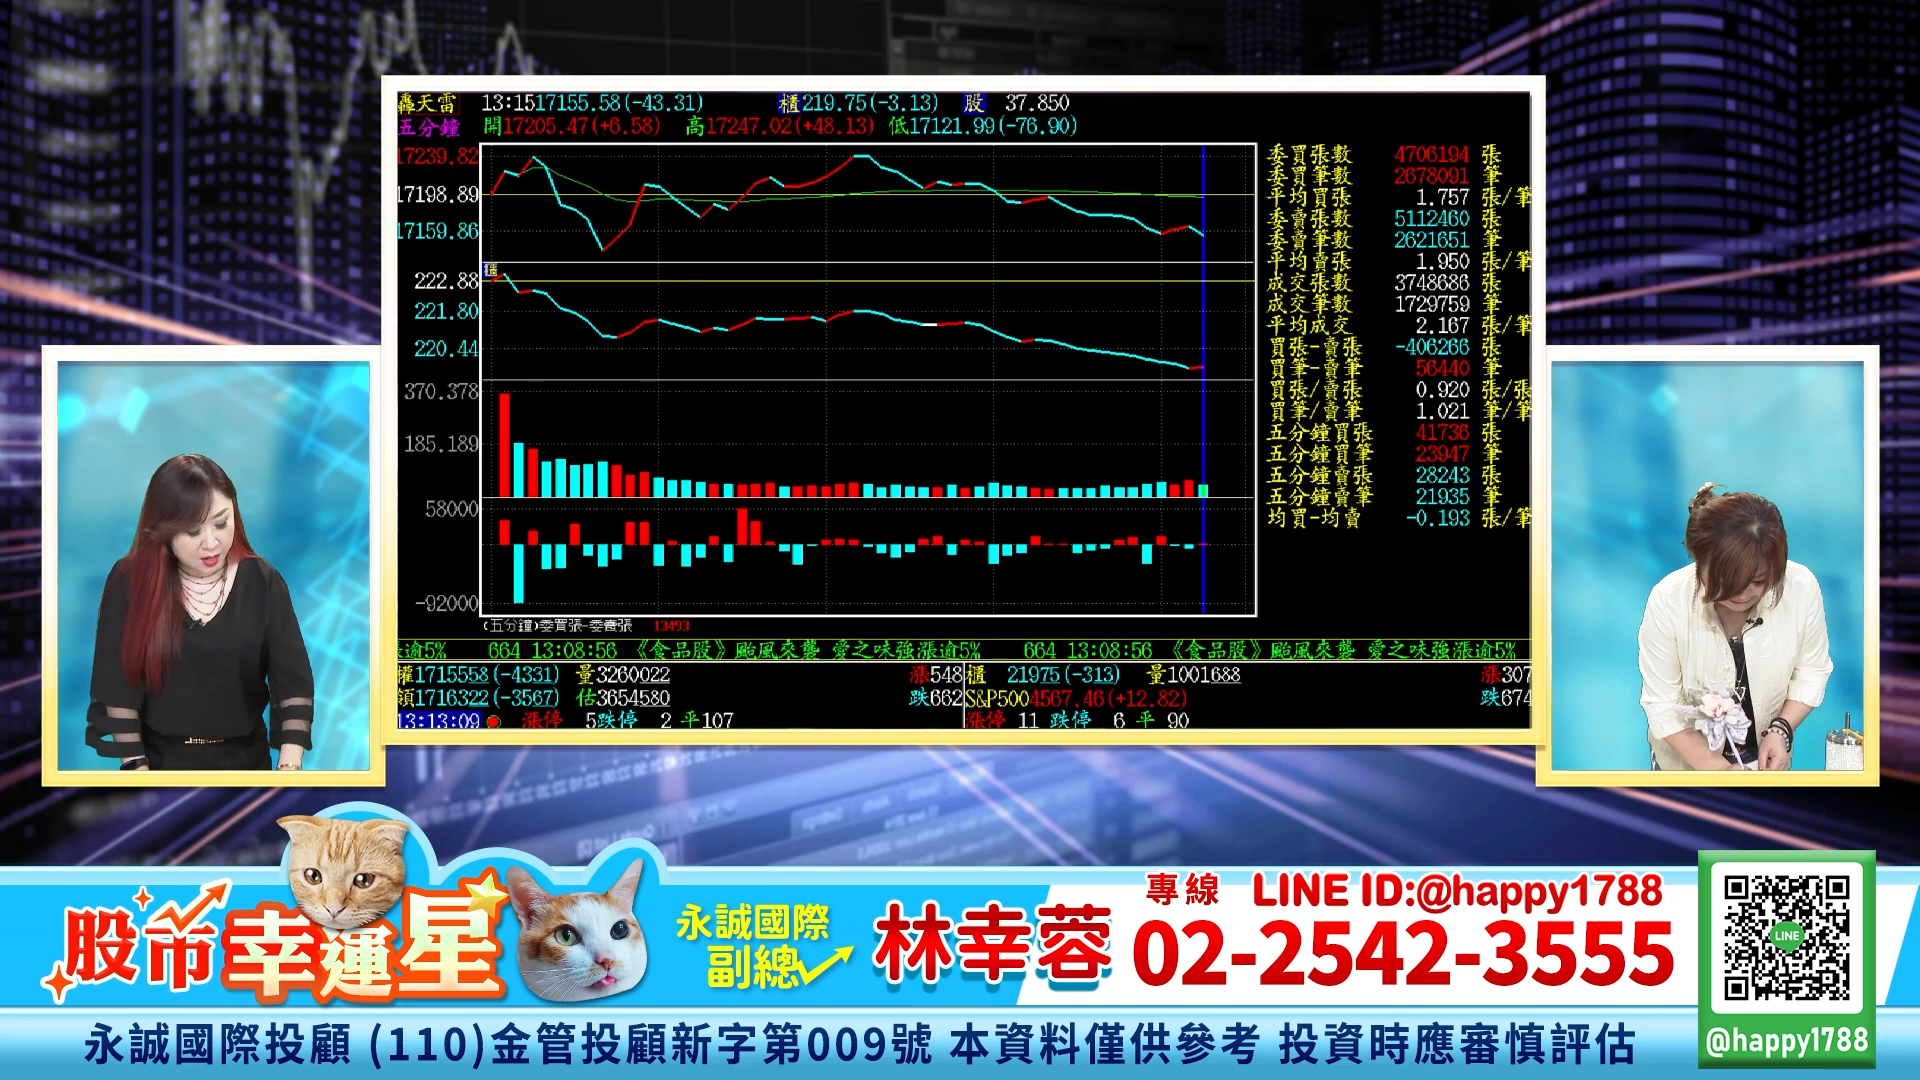 轟天雷 13:15 17155.58(-43.31) 櫃219.75(-3.13) 股 37.850
五分鐘 開17205.47(+6.58) 高17247.02(+48.13) 低17121.99(-76.90)
17239.82
17198.89
17159.86
櫃
222.88
221.80
220.44
370.378
185.189
58000
-92000
(五分鐘)委買張-委賣張 13493
委買張數 4706194 張
委買筆數 2678091 筆
平均買張 1.757 張/筆
委賣張數 5112460 張
委賣筆數 2621651 筆
平均賣張 1.950 張/筆
成交張數 3748686 張
成交筆數 1729759 筆
平均成交 2.167 張/筆
買張-賣張 -406266 張
買筆-賣筆 56440 筆
買張/賣張 0.920 張/張
買筆/賣筆 1.021 筆/筆
五分鐘買張 41736 張
五分鐘買筆 23947 筆
五分鐘賣張 28243 張
五分鐘賣筆 21935 筆
均買-均賣 -0.193 張/筆
逾5% 664 13:08:56 《食品股》颱風來襲 愛之味強漲逾5% 664 13:08:56 《食品股》颱風來襲 愛之味強漲逾5%
權1715558(-4331) 量3260022 漲548 櫃 21975(-313) 量1001688 漲307
領1716322(-3567) 估3654580 跌662 S&P500 4567.46(+12.82) 跌674
13:13:09 漲停 5跌停 2 平107 漲停 11 跌停 6 平 90
股市幸運星
永誠國際
副總
林幸蓉
專線 LINE ID:@happy1788
02-2542-3555
LINE
@happy1788
永誠國際投顧 (110)金管投顧新字第009號 本資料僅供參考 投資時應審慎評估